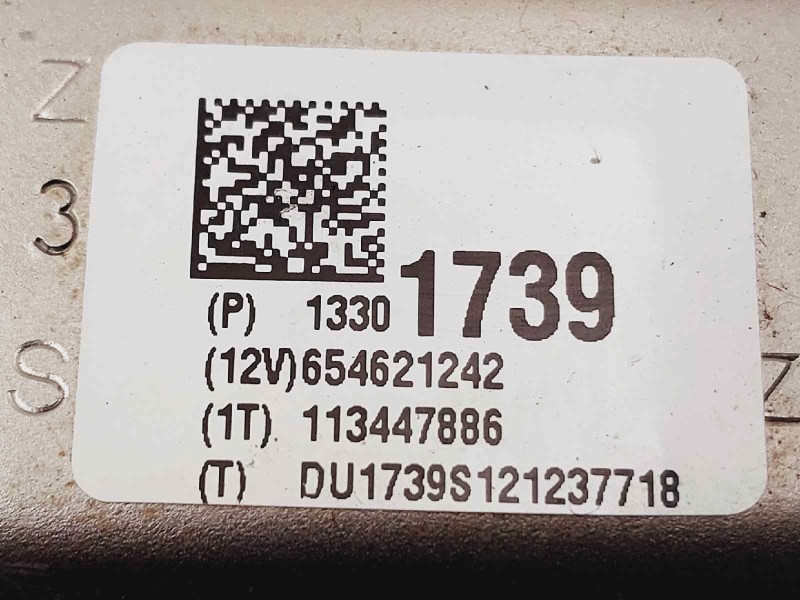 Z
3
S
Z
(P) 1330 1739
(12V)654621242
(1T) 113447886
(T) DU1739S121237718